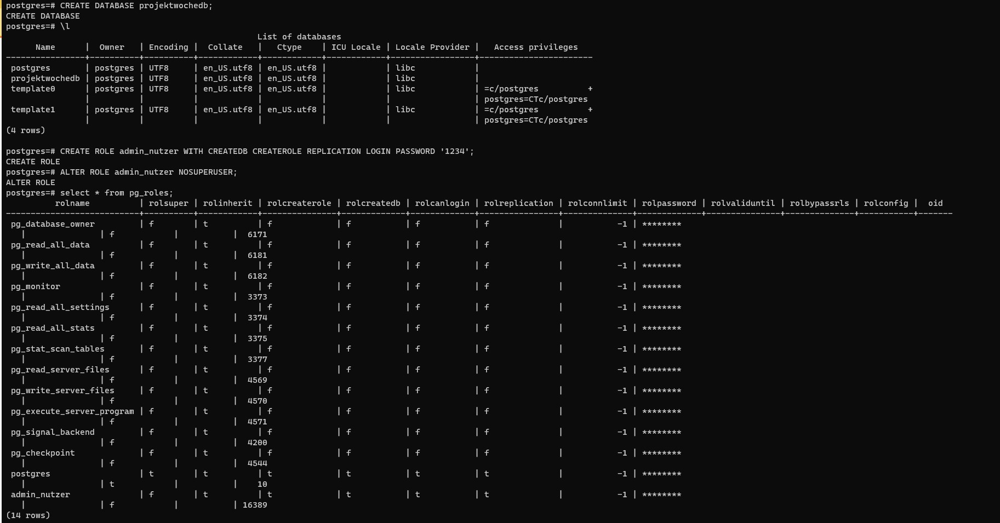 postgres=# CREATE DATABASE projektwochedb;
CREATE DATABASE
postgres=# \l
                                                   List of databases
      Name      |  Owner   | Encoding |  Collate   |   Ctype    | ICU Locale | Locale Provider |   Access privileges
----------------+----------+----------+------------+------------+------------+-----------------+-----------------------
 postgres       | postgres | UTF8     | en_US.utf8 | en_US.utf8 |            | libc            |
 projektwochedb | postgres | UTF8     | en_US.utf8 | en_US.utf8 |            | libc            |
 template0      | postgres | UTF8     | en_US.utf8 | en_US.utf8 |            | libc            | =c/postgres          +
                |          |          |            |            |            |                 | postgres=CTc/postgres
 template1      | postgres | UTF8     | en_US.utf8 | en_US.utf8 |            | libc            | =c/postgres          +
                |          |          |            |            |            |                 | postgres=CTc/postgres
(4 rows)
postgres=# CREATE ROLE admin_nutzer WITH CREATEDB CREATEROLE REPLICATION LOGIN PASSWORD '1234';
CREATE ROLE
postgres=# ALTER ROLE admin_nutzer NOSUPERUSER;
ALTER ROLE
postgres=# select * from pg_roles;
          rolname          | rolsuper | rolinherit | rolcreaterole | rolcreatedb | rolcanlogin | rolreplication | rolconnlimit | rolpassword | rolvaliduntil | rolbypassrls | rolconfig |  oid
---------------------------+----------+------------+---------------+-------------+-------------+----------------+--------------+-------------+---------------+--------------+-----------+-------
 pg_database_owner         | f        | t          | f             | f           | f           | f              |           -1 | ********
   |               | f            |           |  6171
 pg_read_all_data          | f        | t          | f             | f           | f           | f              |           -1 | ********
   |               | f            |           |  6181
 pg_write_all_data         | f        | t          | f             | f           | f           | f              |           -1 | ********
   |               | f            |           |  6182
 pg_monitor                | f        | t          | f             | f           | f           | f              |           -1 | ********
   |               | f            |           |  3373
 pg_read_all_settings      | f        | t          | f             | f           | f           | f              |           -1 | ********
   |               | f            |           |  3374
 pg_read_all_stats         | f        | t          | f             | f           | f           | f              |           -1 | ********
   |               | f            |           |  3375
 pg_stat_scan_tables       | f        | t          | f             | f           | f           | f              |           -1 | ********
   |               | f            |           |  3377
 pg_read_server_files      | f        | t          | f             | f           | f           | f              |           -1 | ********
   |               | f            |           |  4569
 pg_write_server_files     | f        | t          | f             | f           | f           | f              |           -1 | ********
   |               | f            |           |  4570
 pg_execute_server_program | f        | t          | f             | f           | f           | f              |           -1 | ********
   |               | f            |           |  4571
 pg_signal_backend         | f        | t          | f             | f           | f           | f              |           -1 | ********
   |               | f            |           |  4200
 pg_checkpoint             | f        | t          | f             | f           | f           | f              |           -1 | ********
   |               | f            |           |  4544
 postgres                  | t        | t          | t             | t           | t           | t              |           -1 | ********
   |               | t            |           |    10
 admin_nutzer              | f        | t          | t             | t           | t           | t              |           -1 | ********
   |               | f            |           | 16389
(14 rows)